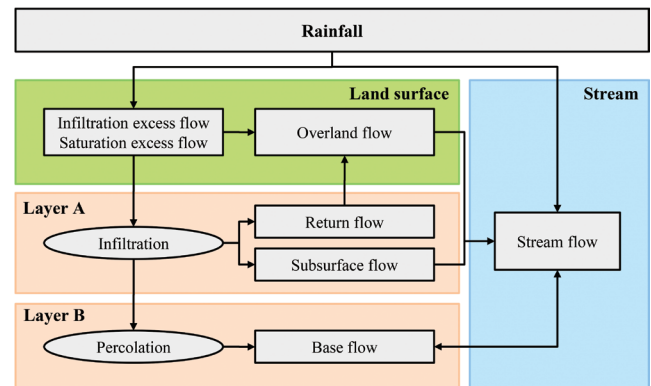 Rainfall
Land surface
Stream
Infiltration excess flow
Saturation excess flow
Overland flow
Layer A
Return flow
Infiltration
Stream flow
Subsurface flow
Layer B
Percolation
Base flow